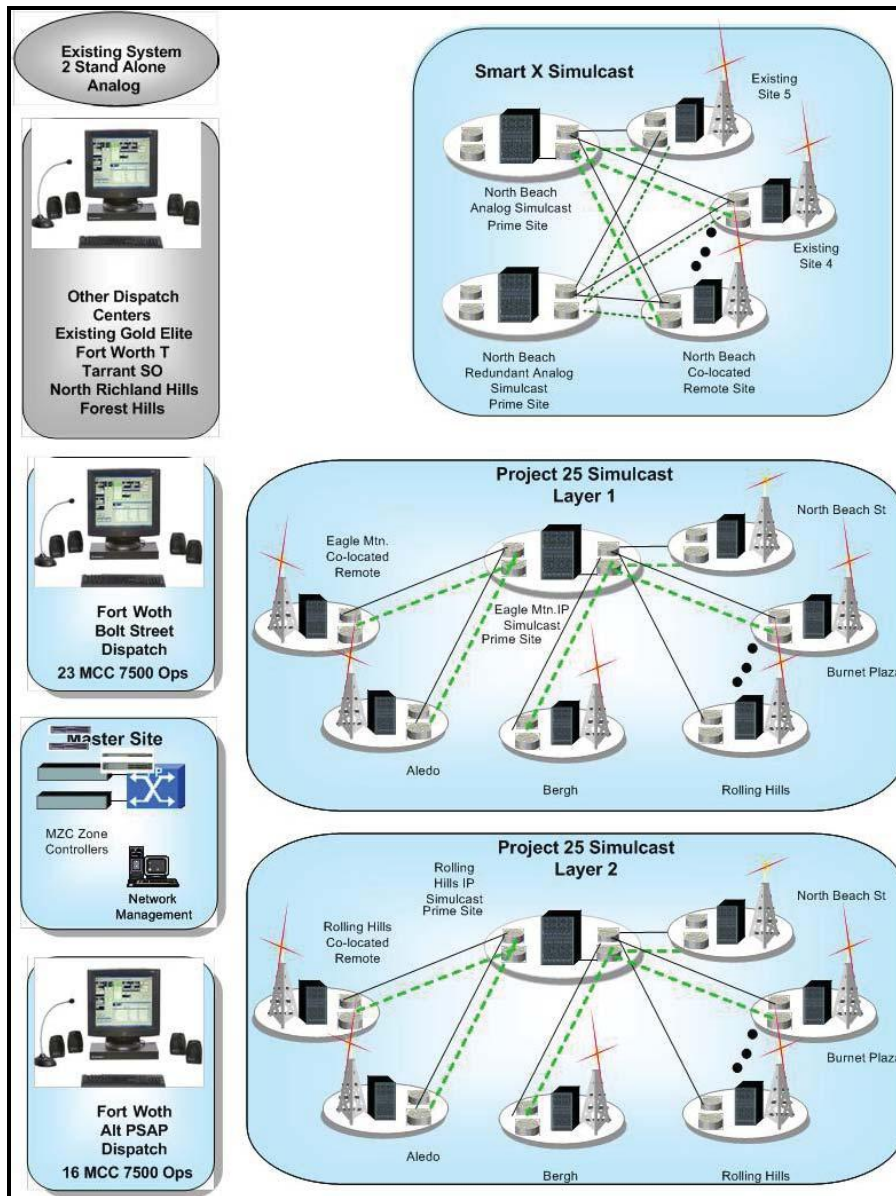 Existing System
2 Stand Alone
Analog
Other Dispatch
Centers
Existing Gold Elite
Fort Worth T
Tarrant SO
North Richland Hills
Forest Hills
Fort Woth
Bolt Street
Dispatch
23 MCC 7500 Ops
Master Site
MZC Zone
Controllers
Network
Management
Fort Woth
Alt PSAP
Dispatch
16 MCC 7500 Ops
Smart X Simulcast
Existing
Site 5
North Beach
Analog Simulcast
Prime Site
Existing
Site 4
North Beach
Redundant Analog
Simulcast
Prime Site
North Beach
Co-located
Remote Site
Project 25 Simulcast
Layer 1
North Beach St
Eagle Mtn.
Co-located
Remote
Eagle Mtn.IP
Simulcast
Prime Site
Burnet Plaza
Aledo
Bergh
Rolling Hills
Project 25 Simulcast
Layer 2
Rolling
Hills IP
Simulcast
Prime Site
North Beach St
Rolling Hills
Co-located
Remote
Burnet Plaza
Aledo
Bergh
Rolling Hills